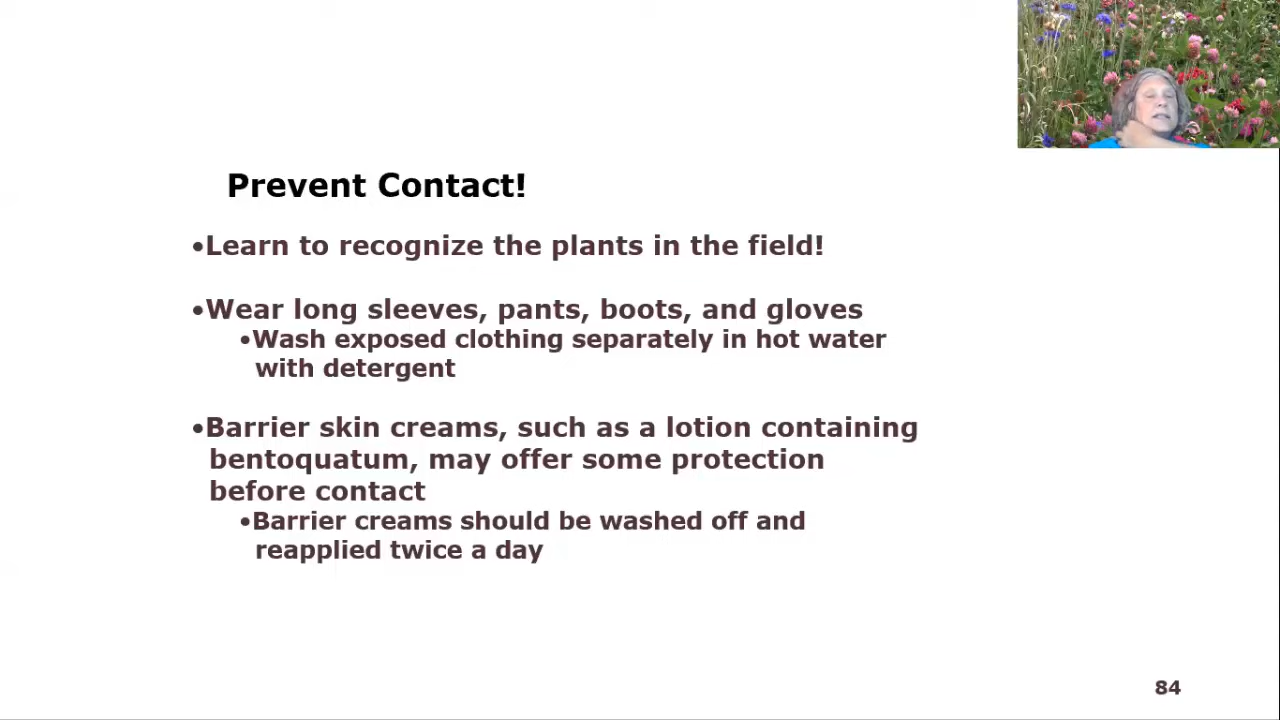 Prevent Contact!
•Learn to recognize the plants in the field!
•Wear long sleeves, pants, boots, and gloves
•Wash exposed clothing separately in hot water
with detergent
•Barrier skin creams, such as a lotion containing
bentoquatum, may offer some protection
before contact
•Barrier creams should be washed off and
reapplied twice a day
84